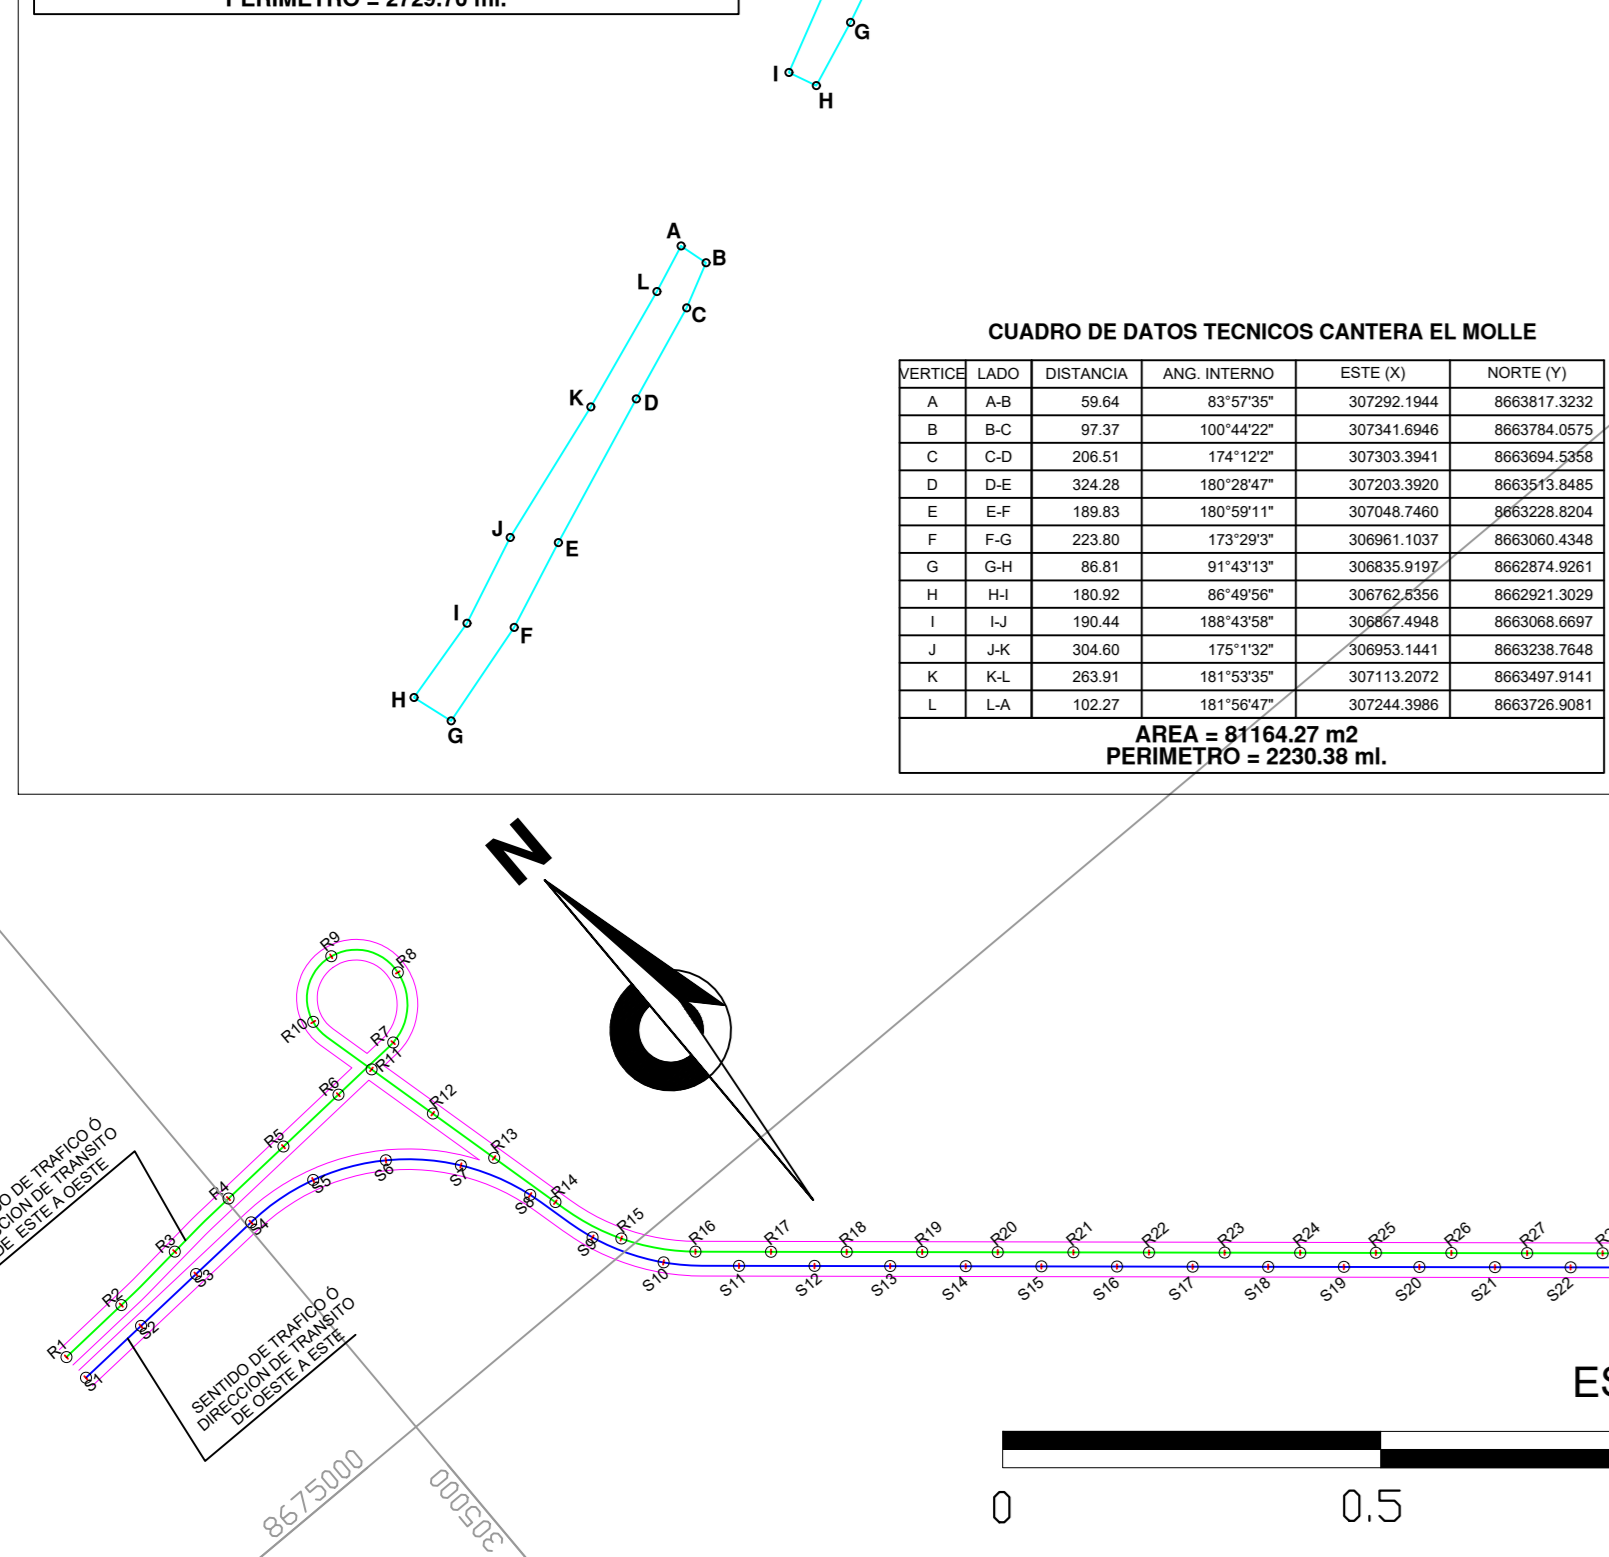 PERIMETRO = 2729.76 ml.
G
I
H
A
B
L
C
K
D
J
E
I
F
H
G
CUADRO DE DATOS TECNICOS CANTERA EL MOLLE
VERTICE LADO DISTANCIA ANG. INTERNO ESTE (X) NORTE (Y)
A A-B 59.64 83°57'35" 307292.1944 8663817.3232
B B-C 97.37 100°44'22" 307341.6946 8663784.0575
C C-D 206.51 174°12'2" 307303.3941 8663694.5358
D D-E 324.28 180°28'47" 307203.3920 8663513.8485
E E-F 189.83 180°59'11" 307048.7460 8663228.8204
F F-G 223.80 173°29'3" 306961.1037 8663060.4348
G G-H 86.81 91°43'13" 306835.9197 8662874.9261
H H-I 180.92 86°49'56" 306762.5356 8662921.3029
I I-J 190.44 188°43'58" 306867.4948 8663068.6697
J J-K 304.60 175°1'32" 306953.1441 8663238.7648
K K-L 263.91 181°53'35" 307113.2072 8663497.9141
L L-A 102.27 181°56'47" 307244.3986 8663726.9081
AREA = 81164.27 m2
PERIMETRO = 2230.38 ml.
N
R9
R8
R10
R7
R11
R6
R12
R5
R13
R4
R14
R3
R15
R2
R1
R16 R17 R18 R19 R20 R21 R22 R23 R24 R25 R26 R27
S1
S2
S3
S4
S5
S6
S7
S8
S9
S10 S11 S12 S13 S14 S15 S16 S17 S18 S19 S20 S21 S22
DE TRAFICO Ó
DE TRANSITO
DE ESTE A OESTE
SENTIDO DE TRAFICO Ó
DIRECCION DE TRANSITO
DE OESTE A ESTE
8675000
305000
ES
0 0.5